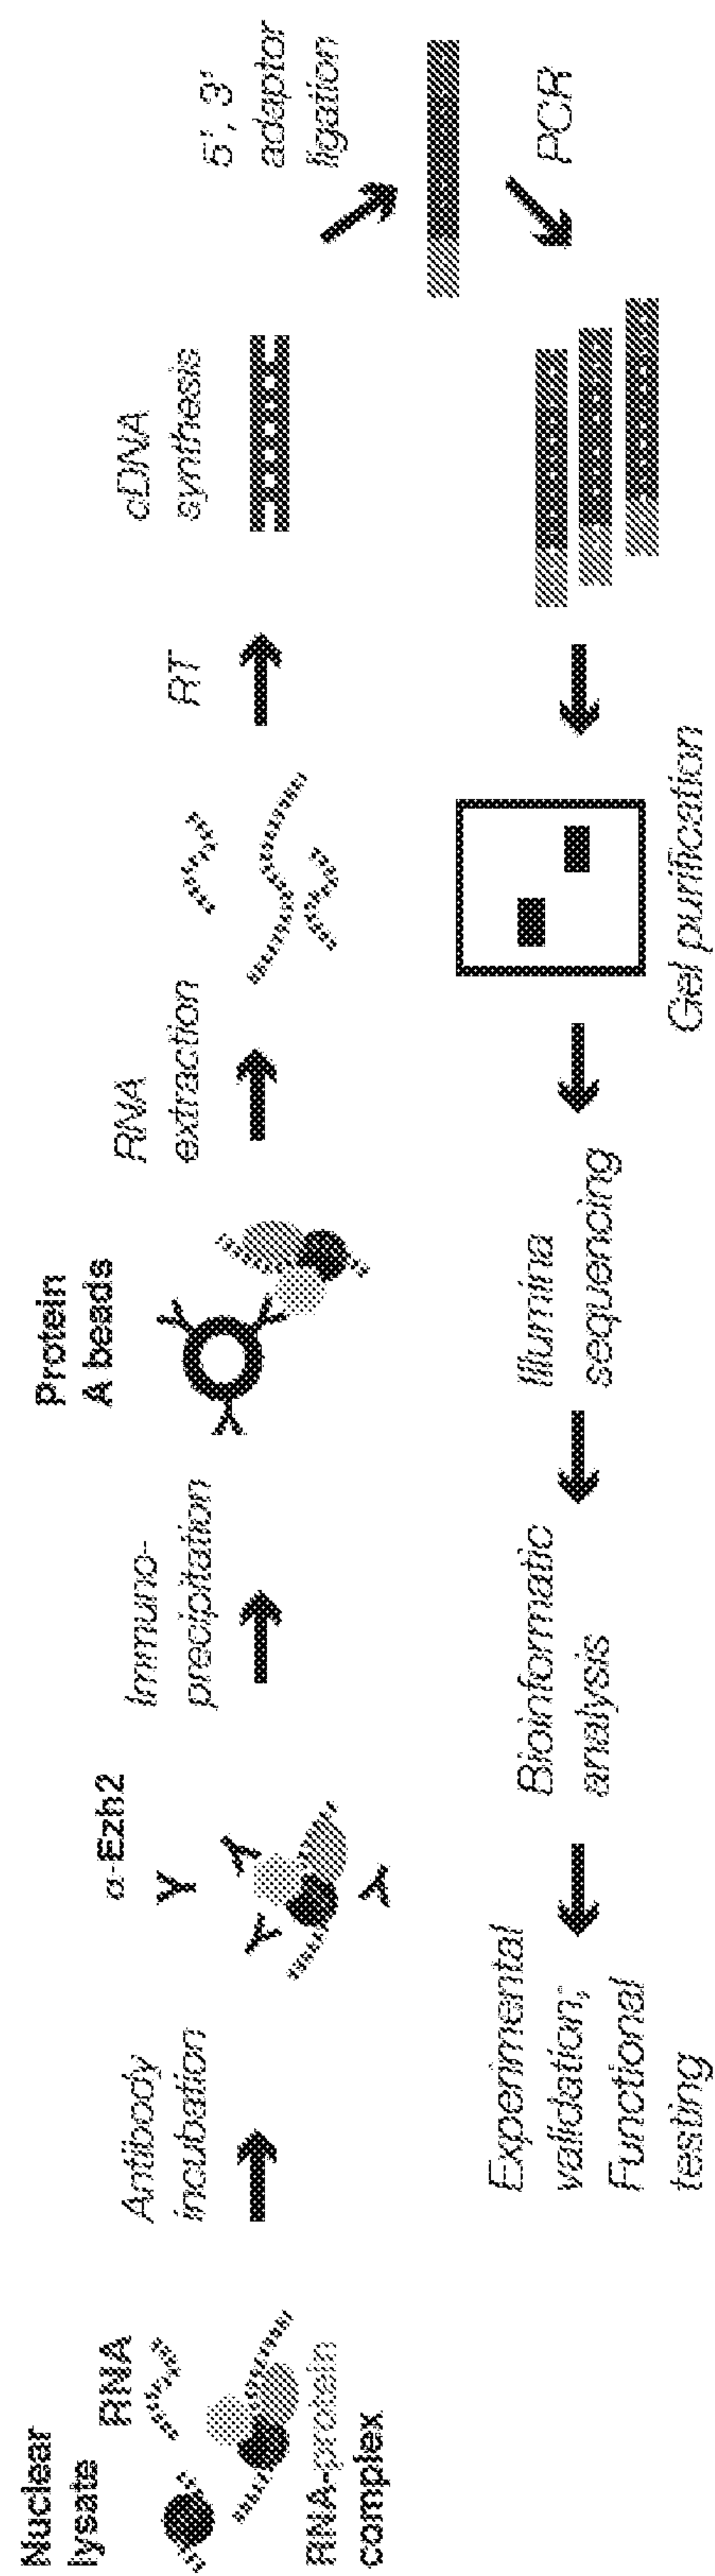 Nuclear
lysate
RNA
RNA-protein
complex
Antibody
incubation
α-Ezh2
Immuno-
precipitation
Protein
A beads
RNA
extraction
RT
cDNA
synthesis
5', 3'
adaptor
ligation
PCR
Gel purification
Illumina
sequencing
Bioinformatic
analysis
Experimental
validation;
Functional
testing